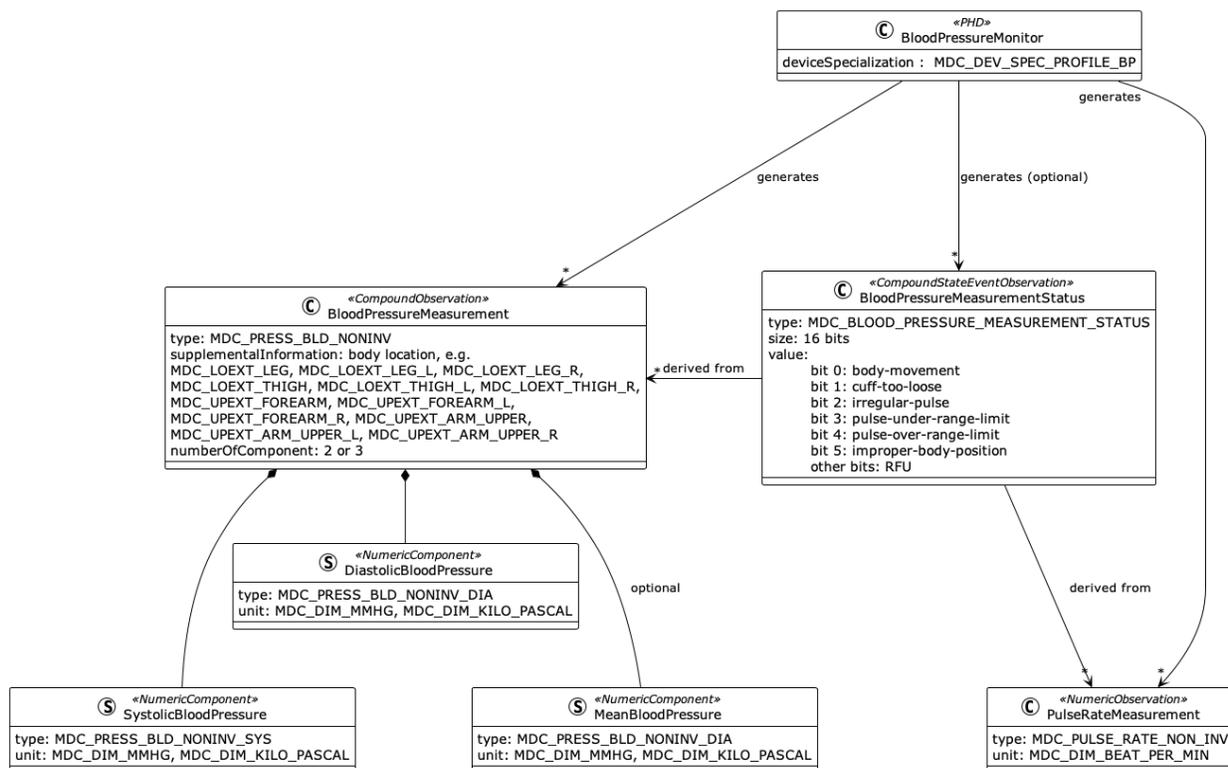 «PHD»
C BloodPressureMonitor
deviceSpecialization : MDC_DEV_SPEC_PROFILE_BP
generates
generates
generates (optional)
*
*
«CompoundObservation»
C BloodPressureMeasurement
type: MDC_PRESS_BLD_NONINV
supplementalInformation: body location, e.g.
MDC_LOEXT_LEG, MDC_LOEXT_LEG_L, MDC_LOEXT_LEG_R,
MDC_LOEXT_THIGH, MDC_LOEXT_THIGH_L, MDC_LOEXT_THIGH_R,
MDC_UPEXT_FOREARM, MDC_UPEXT_FOREARM_L,
MDC_UPEXT_FOREARM_R, MDC_UPEXT_ARM_UPPER,
MDC_UPEXT_ARM_UPPER_L, MDC_UPEXT_ARM_UPPER_R
numberOfComponent: 2 or 3
* derived from
«CompoundStateEventObservation»
C BloodPressureMeasurementStatus
type: MDC_BLOOD_PRESSURE_MEASUREMENT_STATUS
size: 16 bits
value:
bit 0: body-movement
bit 1: cuff-too-loose
bit 2: irregular-pulse
bit 3: pulse-under-range-limit
bit 4: pulse-over-range-limit
bit 5: improper-body-position
other bits: RFU
«NumericComponent»
S DiastolicBloodPressure
type: MDC_PRESS_BLD_NONINV_DIA
unit: MDC_DIM_MMHG, MDC_DIM_KILO_PASCAL
optional
derived from
*
*
«NumericComponent»
S SystolicBloodPressure
type: MDC_PRESS_BLD_NONINV_SYS
unit: MDC_DIM_MMHG, MDC_DIM_KILO_PASCAL
«NumericComponent»
S MeanBloodPressure
type: MDC_PRESS_BLD_NONINV_DIA
unit: MDC_DIM_MMHG, MDC_DIM_KILO_PASCAL
«NumericObservation»
C PulseRateMeasurement
type: MDC_PULSE_RATE_NON_INV
unit: MDC_DIM_BEAT_PER_MIN